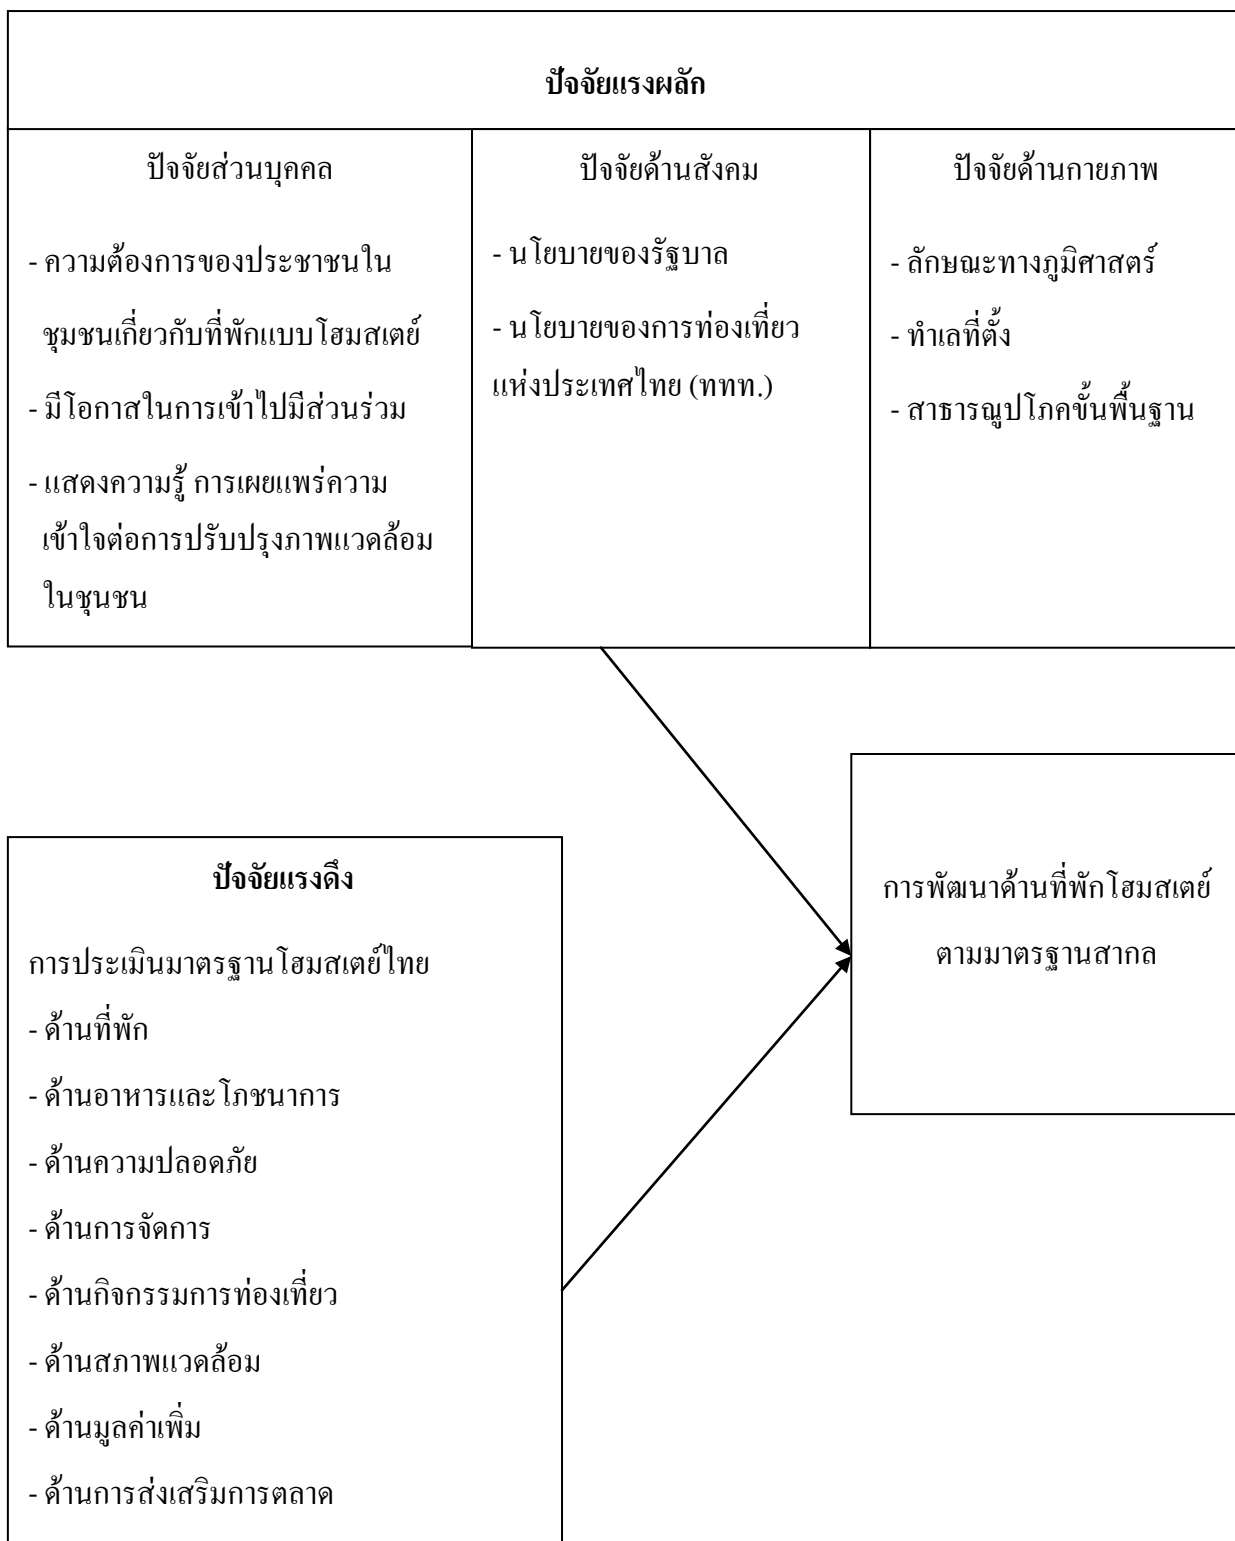 ปัจจัยแรงผลัก
ปัจจัยส่วนบุคคล
- ความต้องการของประชาชนใน
ชุมชนเกี่ยวกับที่พักแบบโฮมสเตย์
- มีโอกาสในการเข้าไปมีส่วนร่วม
- แสดงความรู้ การเผยแพร่ความ
เข้าใจต่อการปรับปรุงภาพแวดล้อม
ในชุนชน
ปัจจัยด้านสังคม
- นโยบายของรัฐบาล
- นโยบายของการท่องเที่ยว
แห่งประเทศไทย (ททท.)
ปัจจัยด้านกายภาพ
- ลักษณะทางภูมิศาสตร์
- ทำเลที่ตั้ง
- สาธารณูปโภคขั้นพื้นฐาน
ปัจจัยแรงดึง
การประเมินมาตรฐานโฮมสเตย์ไทย
- ด้านที่พัก
- ด้านอาหารและโภชนาการ
- ด้านความปลอดภัย
- ด้านการจัดการ
- ด้านกิจกรรมการท่องเที่ยว
- ด้านสภาพแวดล้อม
- ด้านมูลค่าเพิ่ม
- ด้านการส่งเสริมการตลาด
การพัฒนาด้านที่พักโฮมสเตย์
ตามมาตรฐานสากล